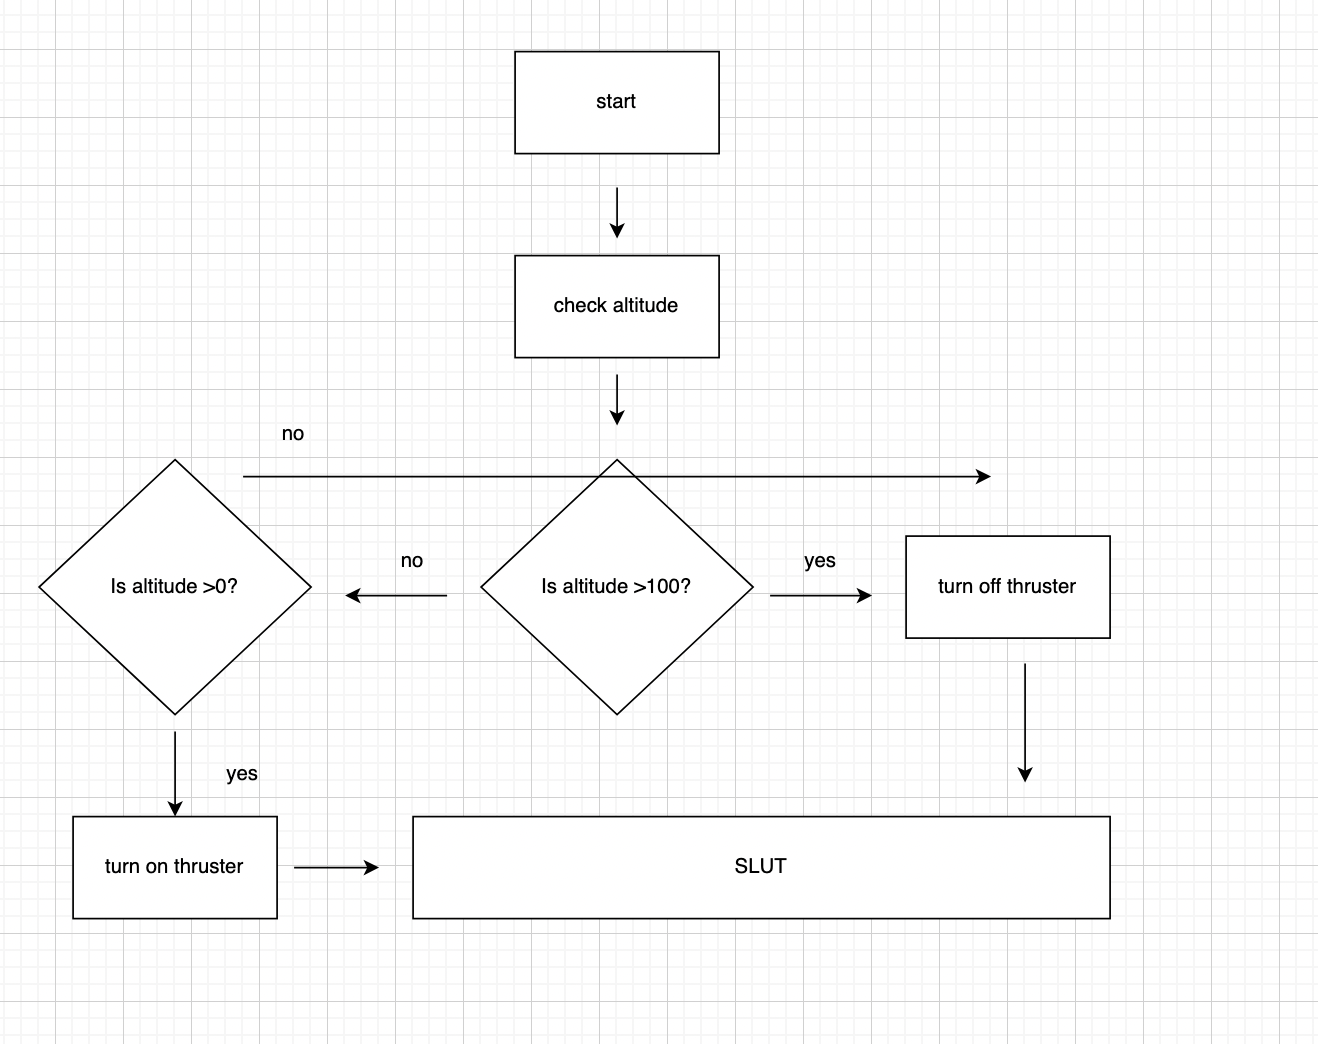 start
check altitude
no
Is altitude >0?
no
Is altitude >100?
yes
turn off thruster
yes
turn on thruster
SLUT